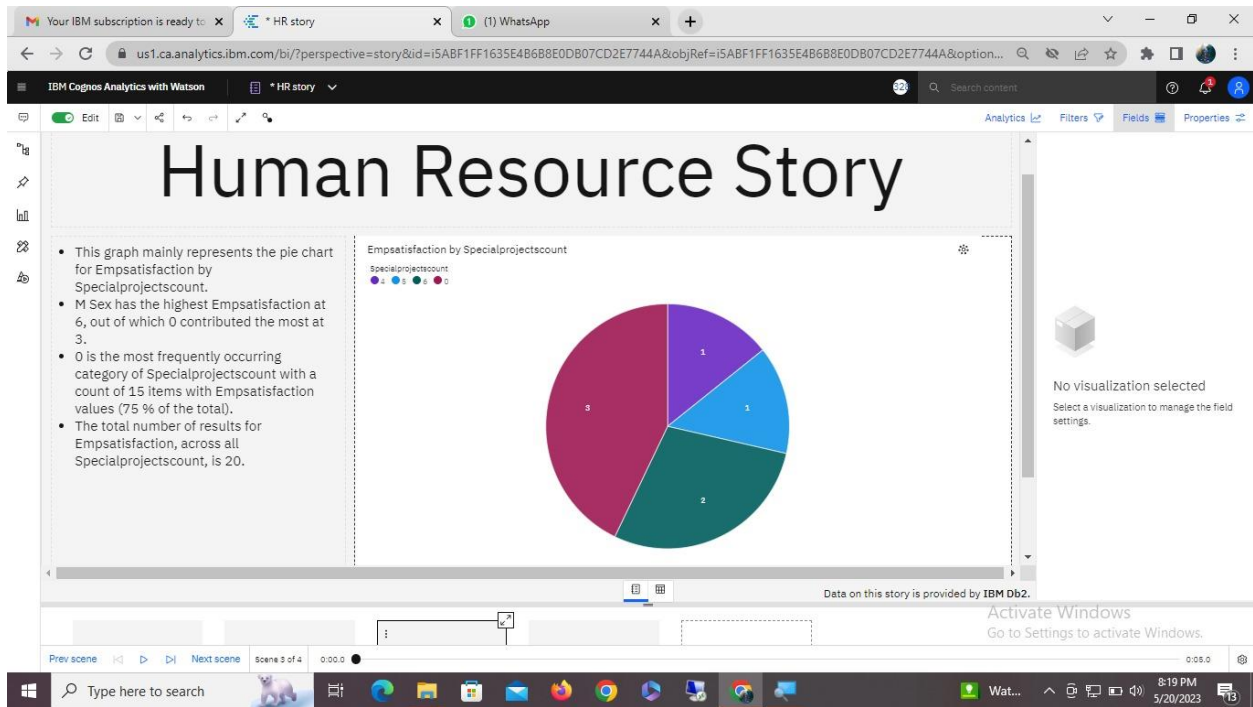 Your IBM subscription is ready to
* HR story
(1) WhatsApp
us1.ca.analytics.ibm.com/bi/?perspective=story&id=i5ABF1FF1635E4B6B8E0DB07CD2E7744A&objRef=i5ABF1FF1635E4B6B8E0DB07CD2E7744A&option...
IBM Cognos Analytics with Watson
* HR story
Search content
Edit
Analytics
Filters
Fields
Properties
Human Resource Story
• This graph mainly represents the pie chart
for Empsatisfaction by
Specialprojectscount.
• M Sex has the highest Empsatisfaction at
6, out of which 0 contributed the most at
3.
• 0 is the most frequently occurring
category of Specialprojectscount with a
count of 15 items with Empsatisfaction
values (75 % of the total).
• The total number of results for
Empsatisfaction, across all
Specialprojectscount, is 20.
Empsatisfaction by Specialprojectscount
Specialprojectscount
4 5 6 0
1
1
2
3
No visualization selected
Select a visualization to manage the field
settings.
Data on this story is provided by IBM Db2.
Activate Windows
Go to Settings to activate Windows.
Prev scene
Next scene
Scene 3 of 4
0:00.0
0:05.0
Type here to search
Wat...
8:19 PM
5/20/2023
13